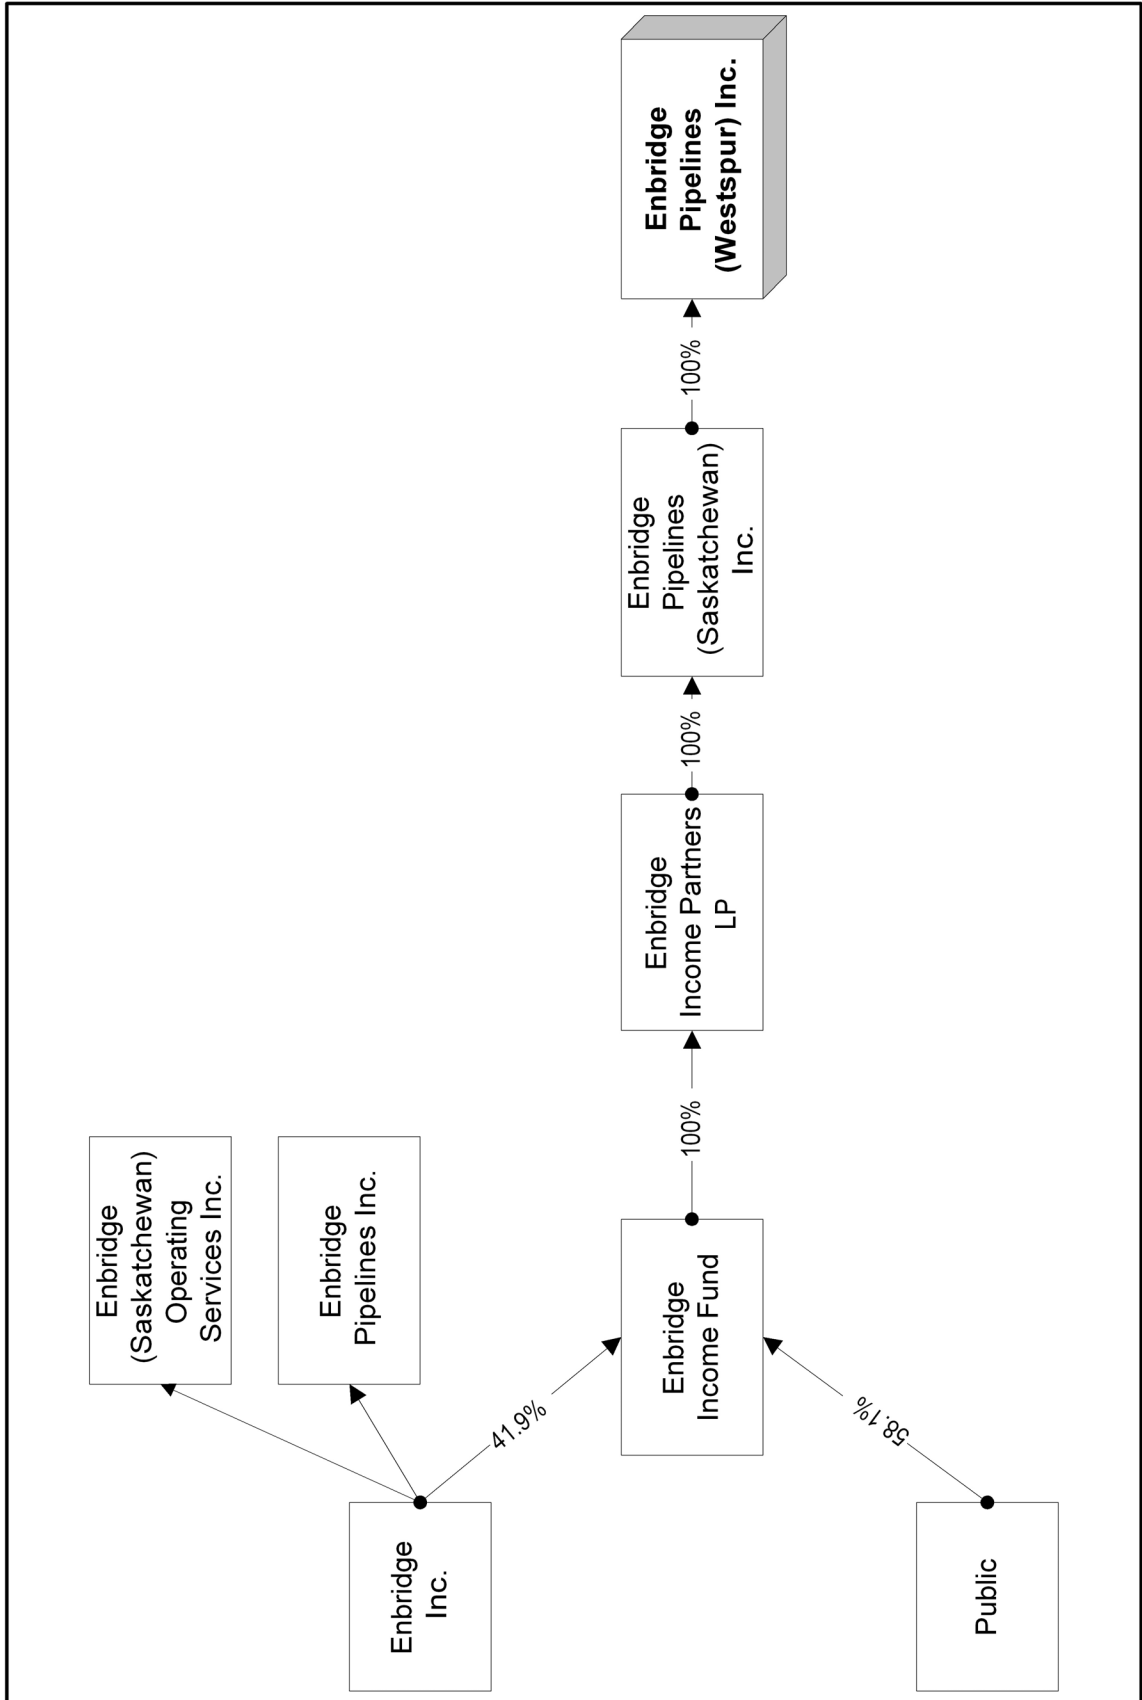 Enbridge
Inc.
Public
41.9%
58.1%
Enbridge
(Saskatchewan)
Operating
Services Inc.
Enbridge
Pipelines Inc.
Enbridge
Income Fund
100%
Enbridge
Income Partners
LP
100%
Enbridge
Pipelines
(Saskatchewan)
Inc.
100%
Enbridge
Pipelines
(Westspur) Inc.